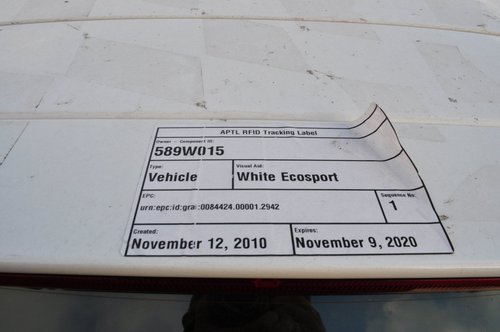 APTL RFID Tracking Label
Owner - Component ID:
589W015
Type: Visual Aid:
Vehicle White Ecosport
EPC: Sequence No:
urn:epc:id:grai:0084424.00001.2942 1
Created: Expires:
November 12, 2010 November 9, 2020